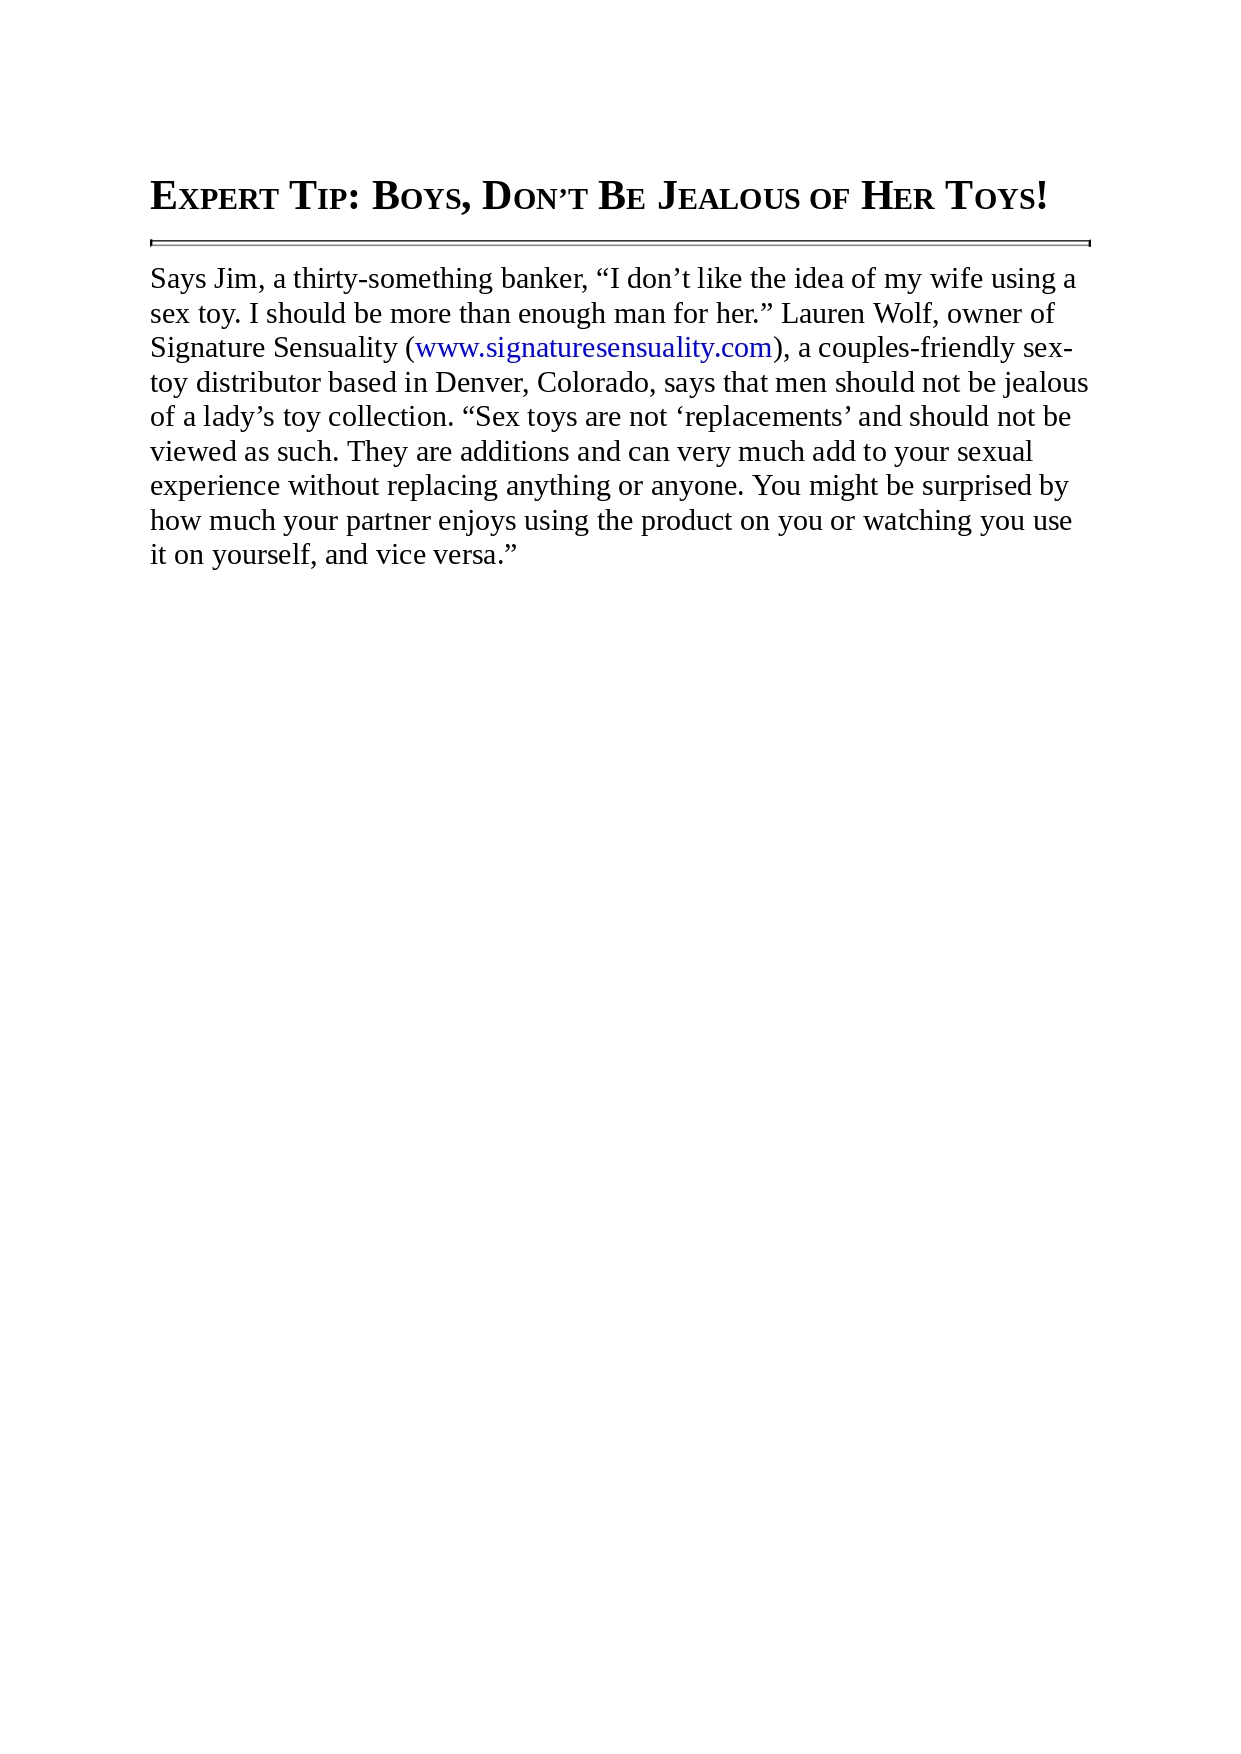 Expert Tip: Boys, Don’t Be Jealous of Her Toys!
Says Jim, a thirty-something banker, “I don’t like the idea of my wife using a
sex toy. I should be more than enough man for her.” Lauren Wolf, owner of
Signature Sensuality (www.signaturesensuality.com), a couples-friendly sex-
toy distributor based in Denver, Colorado, says that men should not be jealous
of a lady’s toy collection. “Sex toys are not ‘replacements’ and should not be
viewed as such. They are additions and can very much add to your sexual
experience without replacing anything or anyone. You might be surprised by
how much your partner enjoys using the product on you or watching you use
it on yourself, and vice versa.”